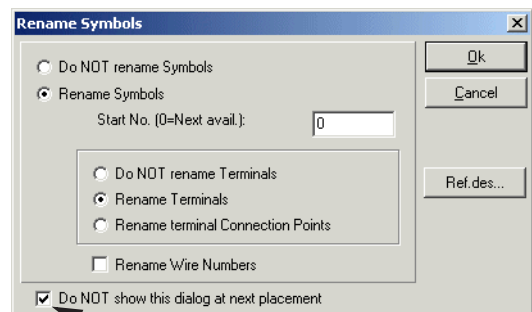 Rename Symbols
Do NOT rename Symbols
Rename Symbols
Start No. (0=Next avail.):
0
Do NOT rename Terminals
Rename Terminals
Rename terminal Connection Points
Rename Wire Numbers
Do NOT show this dialog at next placement
Ok
Cancel
Ref.des...